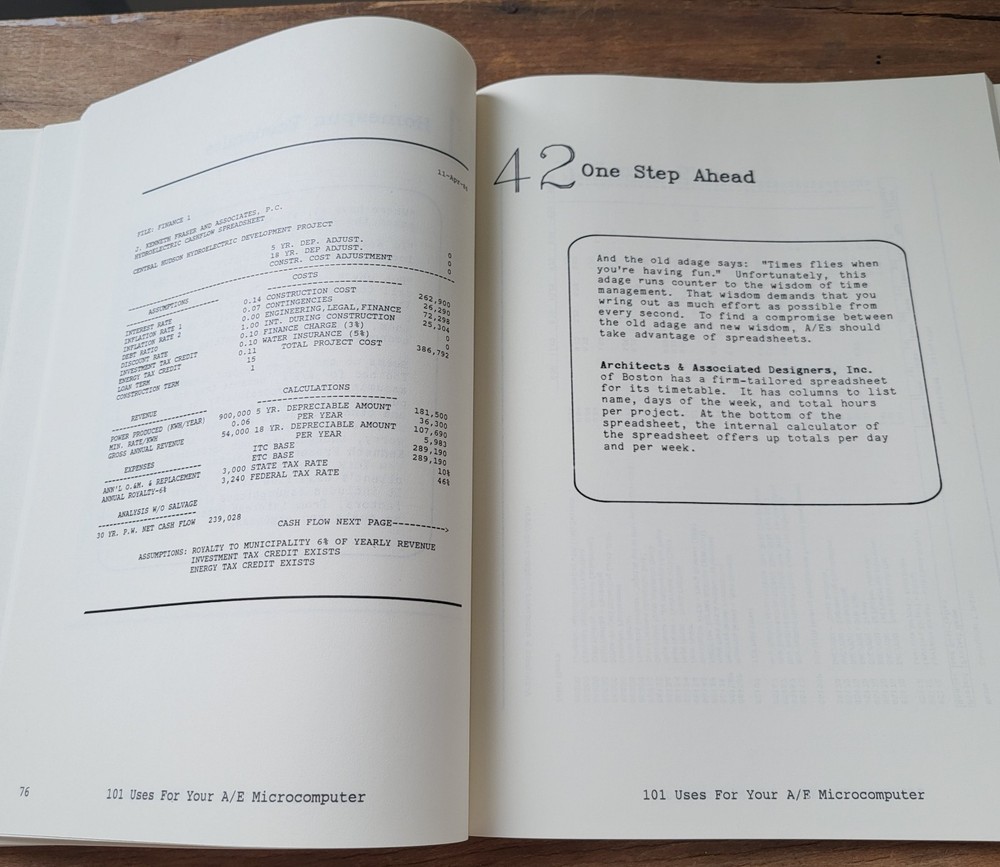 11-Apr-
FILE: FINANCE 1
J. KENNETH FRASER AND ASSOCIATES, P.C.
HYDROELECTRIC CASHFLOW SPREADSHEET
CENTRAL HUDSON HYDROELECTRIC DEVELOPMENT PROJECT
5 YR. DEP. ADJUST. 0
18 YR. DEP ADJUST. 0
CONSTR. COST ADJUSTMENT 0
ASSUMPTIONS COSTS
INTEREST RATE 0.14 CONSTRUCTION COST 262,900
INFLATION RATE 1 0.07 CONTINGENCIES 26,290
INFLATION RATE 2 0.00 ENGINEERING,LEGAL,FINANCE 72,298
DEBT RATIO 1.00 INT. DURING CONSTRUCTION 25,304
DISCOUNT RATE 0.10 FINANCE CHARGE (3%) 0
INVESTMENT TAX CREDIT 0.10 WATER INSURANCE (5%) 0
ENERGY TAX CREDIT 0.11 TOTAL PROJECT COST 386,792
LOAN TERM 15
CONSTRUCTION TERM 1
CALCULATIONS
REVENUE
POWER PRODUCED (KWH/YEAR) 900,000 5 YR. DEPRECIABLE AMOUNT 181,500
MIN. RATE/KWH 0.06 PER YEAR 36,300
GROSS ANNUAL REVENUE 54,000 18 YR. DEPRECIABLE AMOUNT 107,690
PER YEAR 5,983
EXPENSES ITC BASE 289,190
ETC BASE 289,190
ANN'L O.&M. & REPLACEMENT 3,000 STATE TAX RATE 10%
ANNUAL ROYALTY-6% 3,240 FEDERAL TAX RATE 46%
ANALYSIS W/O SALVAGE
30 YR. P.W. NET CASH FLOW 239,028 CASH FLOW NEXT PAGE---------->
ASSUMPTIONS: ROYALTY TO MUNICIPALITY 6% OF YEARLY REVENUE
INVESTMENT TAX CREDIT EXISTS
ENERGY TAX CREDIT EXISTS
76 101 Uses For Your A/E Microcomputer
42 One Step Ahead
And the old adage says: "Times flies when
you're having fun." Unfortunately, this
adage runs counter to the wisdom of time
management. That wisdom demands that you
wring out as much effort as possible from
every second. To find a compromise between
the old adage and new wisdom, A/Es should
take advantage of spreadsheets.
Architects & Associated Designers, Inc.
of Boston has a firm-tailored spreadsheet
for its timetable. It has columns to list
name, days of the week, and total hours
per project. At the bottom of the
spreadsheet, the internal calculator of
the spreadsheet offers up totals per day
and per week.
101 Uses For Your A/E Microcomputer